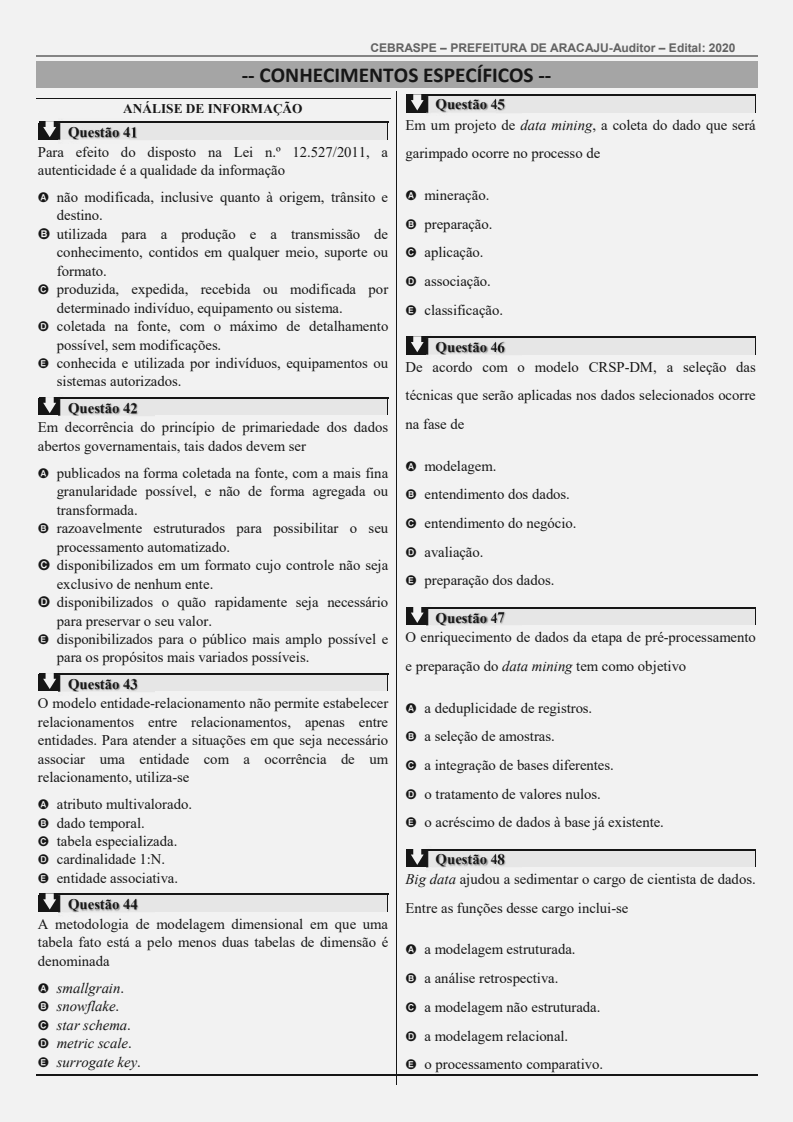 CEBRASPE – PREFEITURA DE ARACAJU-Auditor – Edital: 2020
-- CONHECIMENTOS ESPECÍFICOS --
ANÁLISE DE INFORMAÇÃO
Questão 41
Para efeito do disposto na Lei n.º 12.527/2011, a
autenticidade é a qualidade da informação
A não modificada, inclusive quanto à origem, trânsito e
destino.
B utilizada para a produção e a transmissão de
conhecimento, contidos em qualquer meio, suporte ou
formato.
C produzida, expedida, recebida ou modificada por
determinado indivíduo, equipamento ou sistema.
D coletada na fonte, com o máximo de detalhamento
possível, sem modificações.
E conhecida e utilizada por indivíduos, equipamentos ou
sistemas autorizados.
Questão 42
Em decorrência do princípio de primariedade dos dados
abertos governamentais, tais dados devem ser
A publicados na forma coletada na fonte, com a mais fina
granularidade possível, e não de forma agregada ou
transformada.
B razoavelmente estruturados para possibilitar o seu
processamento automatizado.
C disponibilizados em um formato cujo controle não seja
exclusivo de nenhum ente.
D disponibilizados o quão rapidamente seja necessário
para preservar o seu valor.
E disponibilizados para o público mais amplo possível e
para os propósitos mais variados possíveis.
Questão 43
O modelo entidade-relacionamento não permite estabelecer
relacionamentos entre relacionamentos, apenas entre
entidades. Para atender a situações em que seja necessário
associar uma entidade com a ocorrência de um
relacionamento, utiliza-se
A atributo multivalorado.
B dado temporal.
C tabela especializada.
D cardinalidade 1:N.
E entidade associativa.
Questão 44
A metodologia de modelagem dimensional em que uma
tabela fato está a pelo menos duas tabelas de dimensão é
denominada
A smallgrain.
B snowflake.
C star schema.
D metric scale.
E surrogate key.
Questão 45
Em um projeto de data mining, a coleta do dado que será
garimpado ocorre no processo de
A mineração.
B preparação.
C aplicação.
D associação.
E classificação.
Questão 46
De acordo com o modelo CRSP-DM, a seleção das
técnicas que serão aplicadas nos dados selecionados ocorre
na fase de
A modelagem.
B entendimento dos dados.
C entendimento do negócio.
D avaliação.
E preparação dos dados.
Questão 47
O enriquecimento de dados da etapa de pré-processamento
e preparação do data mining tem como objetivo
A a deduplicidade de registros.
B a seleção de amostras.
C a integração de bases diferentes.
D o tratamento de valores nulos.
E o acréscimo de dados à base já existente.
Questão 48
Big data ajudou a sedimentar o cargo de cientista de dados.
Entre as funções desse cargo inclui-se
A a modelagem estruturada.
B a análise retrospectiva.
C a modelagem não estruturada.
D a modelagem relacional.
E o processamento comparativo.